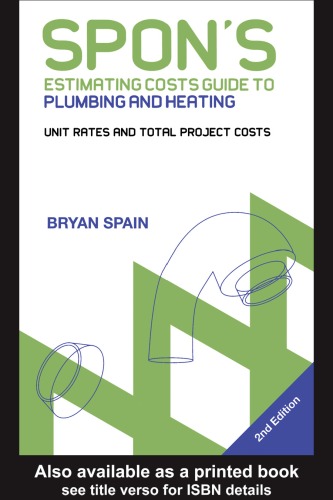 SPON'S
ESTIMATING COSTS GUIDE TO
PLUMBING AND HEATING
UNIT RATES AND TOTAL PROJECT COSTS
BRYAN SPAIN
2nd Edition
Also available as a printed book
see title verso for ISBN details